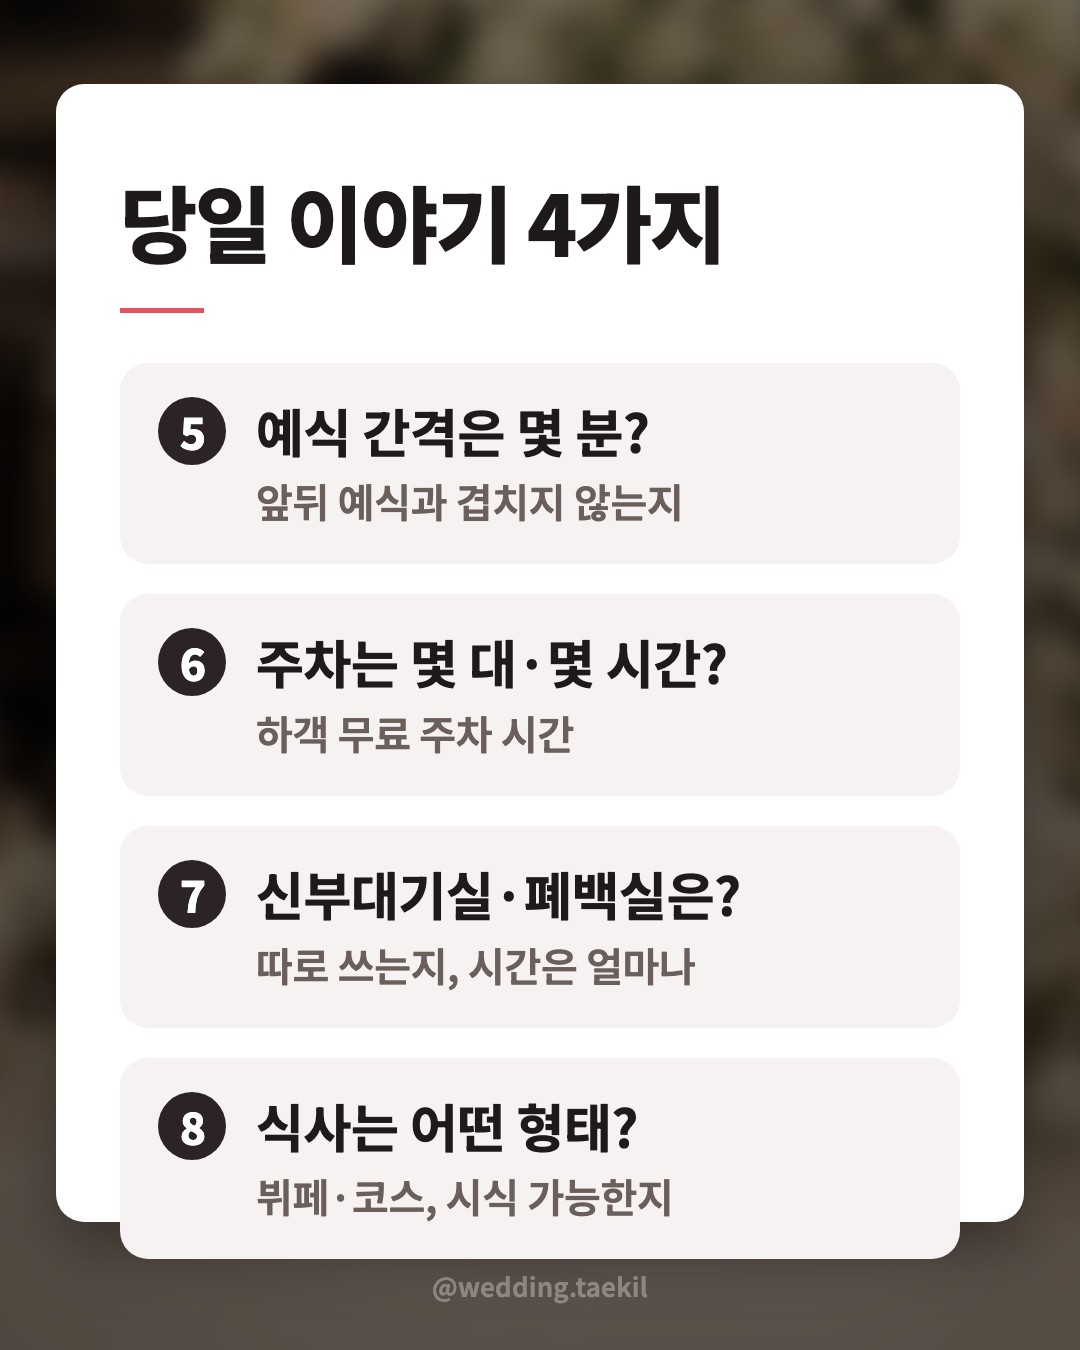 당일 이야기 4가지
5 예식 간격은 몇 분?
앞뒤 예식과 겹치지 않는지
6 주차는 몇 대·몇 시간?
하객 무료 주차 시간
7 신부대기실·폐백실은?
따로 쓰는지, 시간은 얼마나
8 식사는 어떤 형태?
뷔페·코스, 시식 가능한지
@wedding.taekil